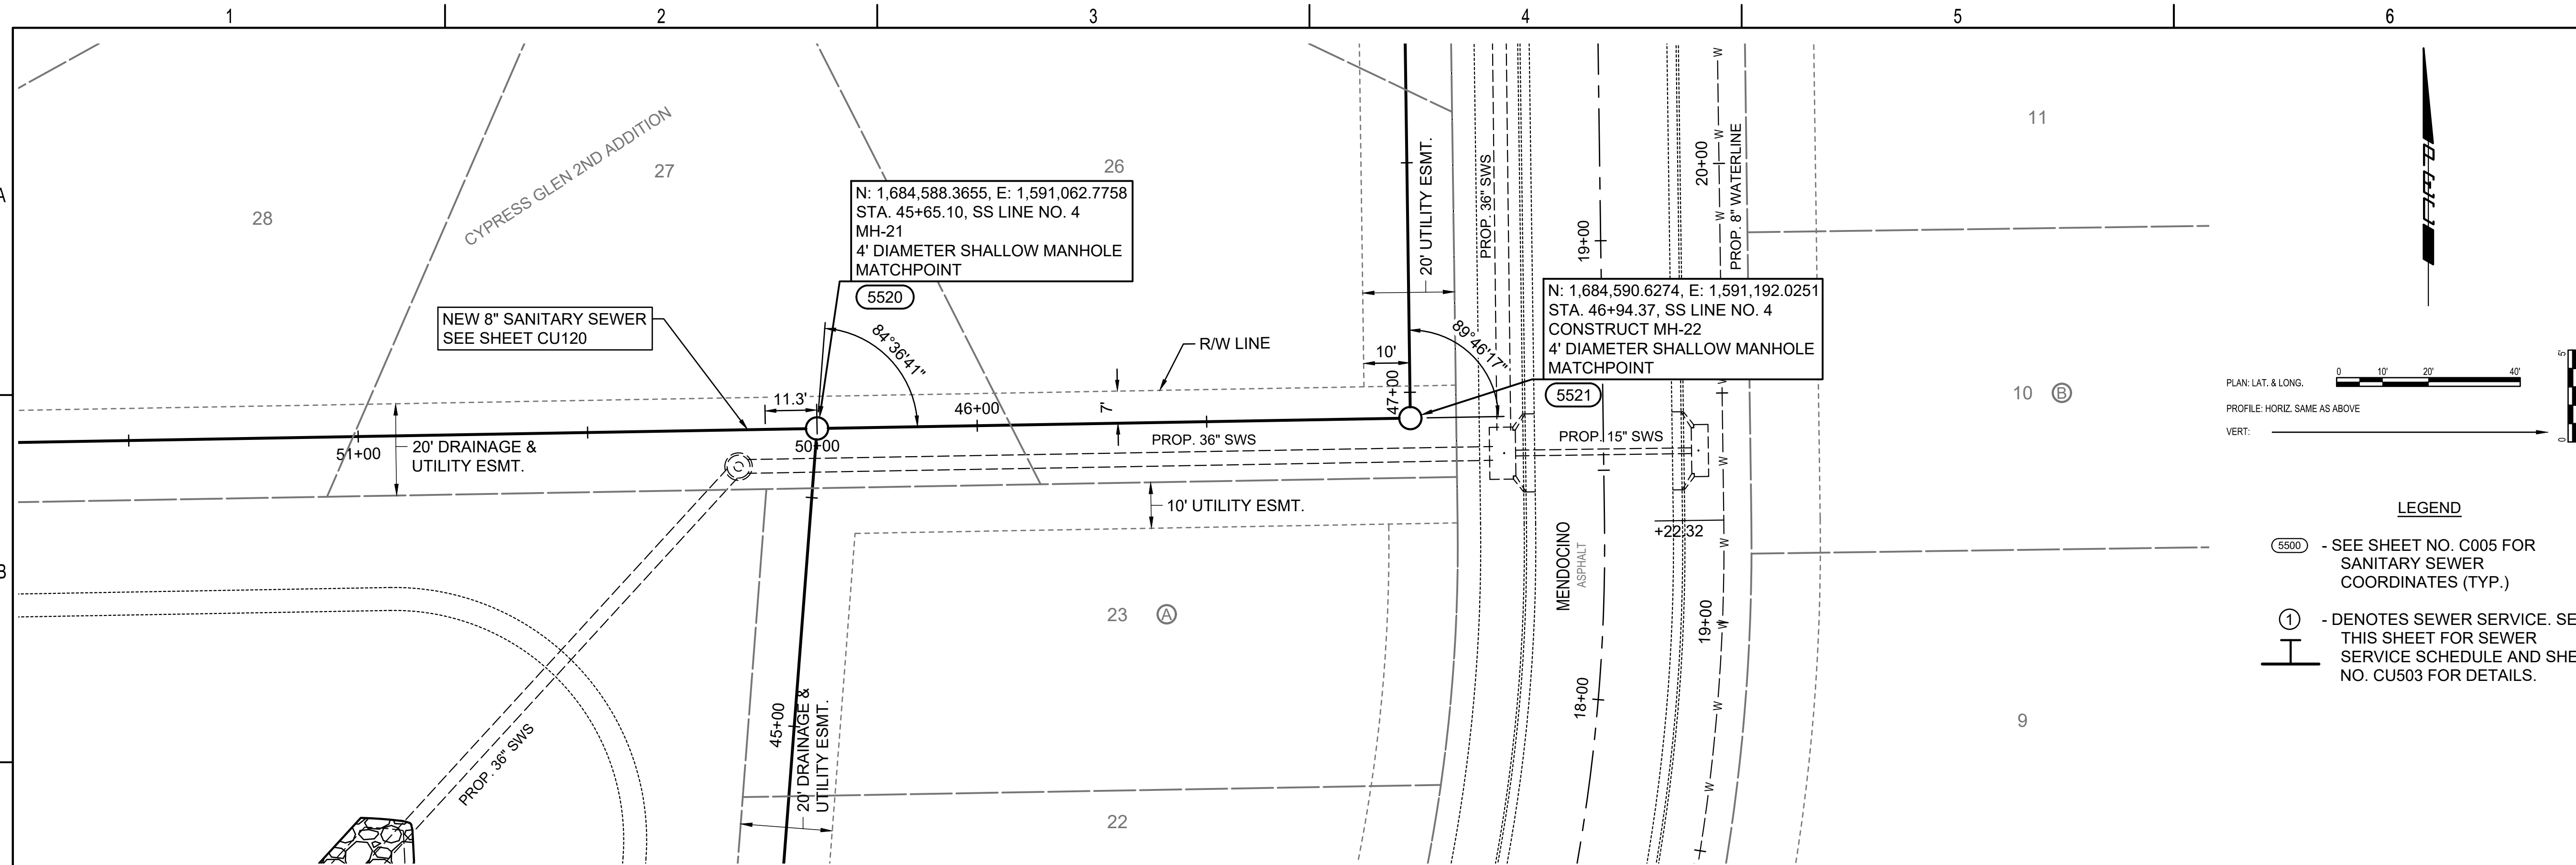 1
2
3
4
5
6
A
B
28
CYPRESS GLEN 2ND ADDITION
27
26
11
N: 1,684,588.3655, E: 1,591,062.7758
STA. 45+65.10, SS LINE NO. 4
MH-21
4' DIAMETER SHALLOW MANHOLE
MATCHPOINT
5520
NEW 8" SANITARY SEWER
SEE SHEET CU120
84°36'41"
11.3'
46+00
50+00
51+00
20' DRAINAGE &
UTILITY ESMT.
7'
R/W LINE
10'
47+00
20' UTILITY ESMT.
PROP. 36" SWS
89°46'17"
19+00
20+00
PROP. 8" WATERLINE
W
W
W
W
W
W
W
W
W
W
W
W
W
N: 1,684,590.6274, E: 1,591,192.0251
STA. 46+94.37, SS LINE NO. 4
CONSTRUCT MH-22
4' DIAMETER SHALLOW MANHOLE
MATCHPOINT
5521
PROP. 36" SWS
PROP. 15" SWS
10' UTILITY ESMT.
10 B
+22.32
MENDOCINO
ASPHALT
18+00
19+00
23 A
22
9
45+00
20' DRAINAGE &
UTILITY ESMT.
PROP. 36" SWS
PLAN: LAT. & LONG.
0 10' 20' 40'
PROFILE: HORIZ. SAME AS ABOVE
VERT:
5'
0
LEGEND
5500 - SEE SHEET NO. C005 FOR
SANITARY SEWER
COORDINATES (TYP.)
1 - DENOTES SEWER SERVICE. SE
THIS SHEET FOR SEWER
SERVICE SCHEDULE AND SHE
NO. CU503 FOR DETAILS.